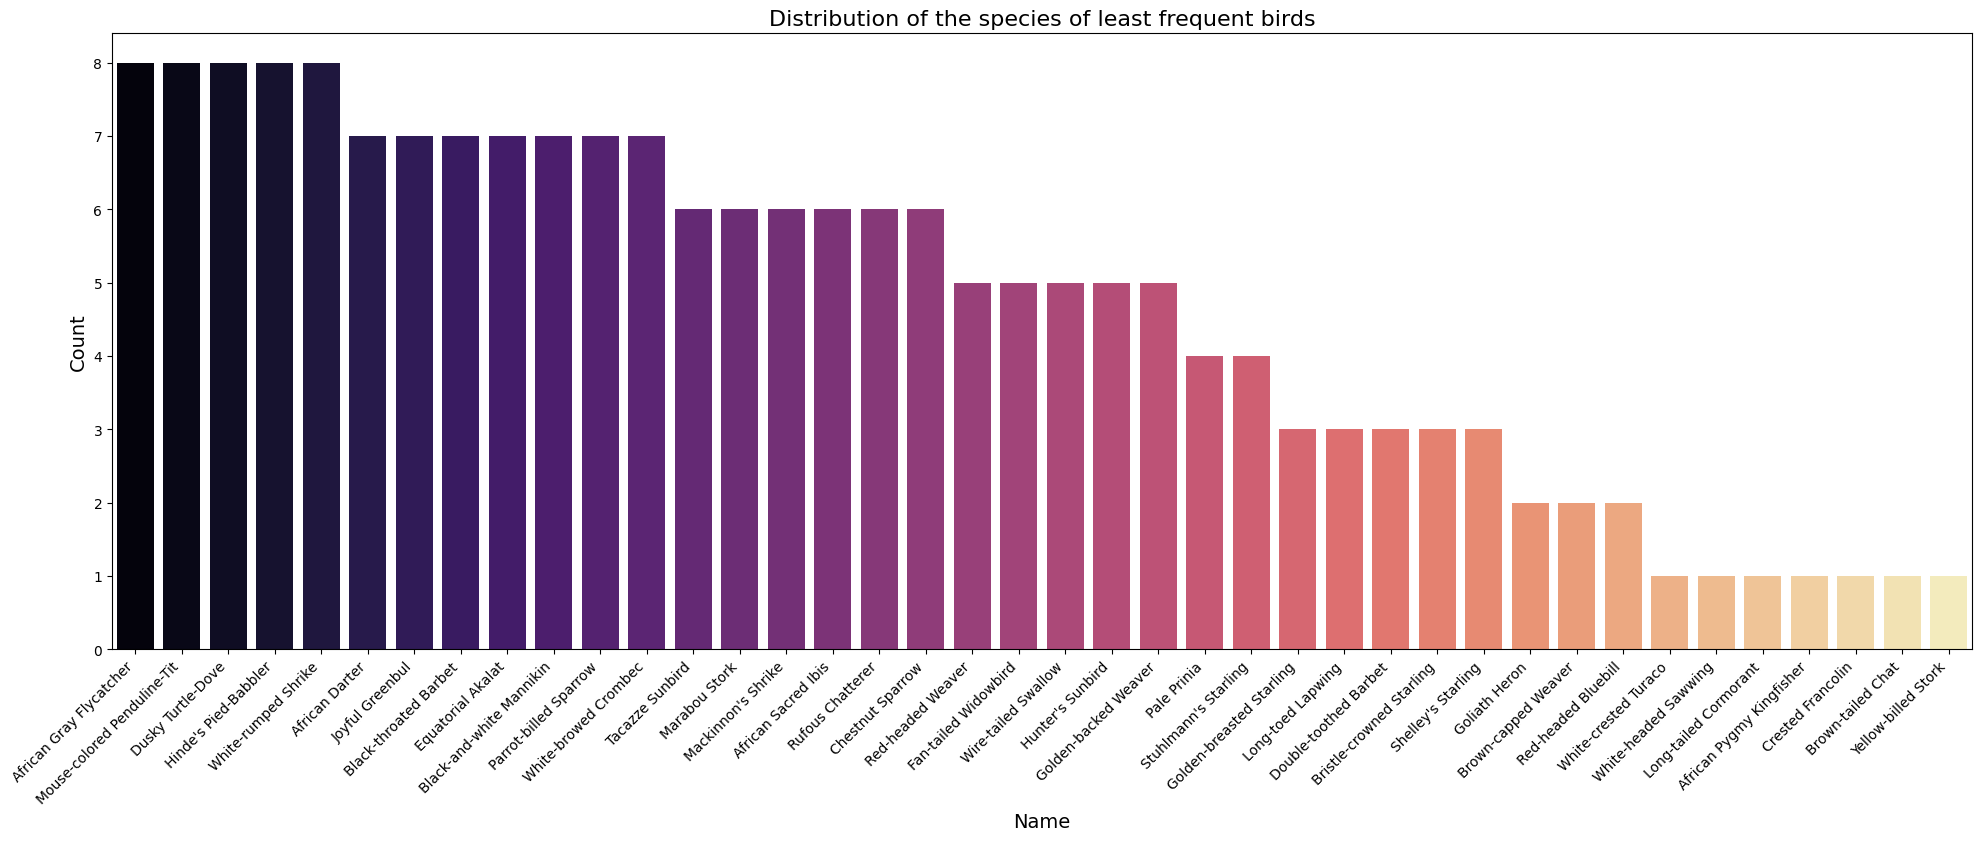 Distribution of the species of least frequent birds
Count
8
7
6
5
4
3
2
1
0
African Gray Flycatcher
Mouse-colored Penduline-Tit
Dusky Turtle-Dove
Hinde's Pied-Babbler
White-rumped Shrike
African Darter
Joyful Greenbul
Black-throated Barbet
Equatorial Akalat
Black-and-white Mannikin
Parrot-billed Sparrow
White-browed Crombec
Tacazze Sunbird
Marabou Stork
Mackinnon's Shrike
African Sacred Ibis
Rufous Chatterer
Chestnut Sparrow
Red-headed Weaver
Fan-tailed Widowbird
Wire-tailed Swallow
Hunter's Sunbird
Golden-backed Weaver
Pale Prinia
Stuhlmann's Starling
Golden-breasted Starling
Long-toed Lapwing
Double-toothed Barbet
Bristle-crowned Starling
Shelley's Starling
Goliath Heron
Brown-capped Weaver
Red-headed Bluebill
White-crested Turaco
White-headed Sawwing
Long-tailed Cormorant
African Pygmy Kingfisher
Crested Francolin
Brown-tailed Chat
Yellow-billed Stork
Name